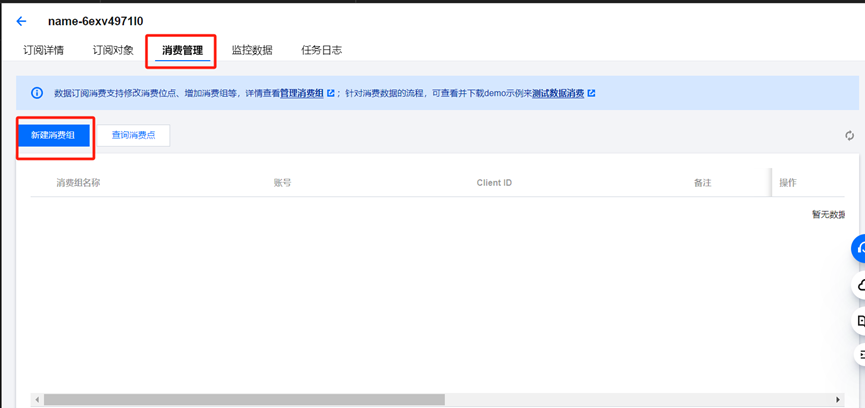 name-6exv4971l0
订阅详情 订阅对象 消费管理 监控数据 任务日志
数据订阅消费支持修改消费位点、增加消费组等，详情查看管理消费组；针对消费数据的流程，可查看并下载demo示例来测试数据消费
新建消费组 查询消费点
消费组名称 账号 Client ID 备注 操作
暂无数据